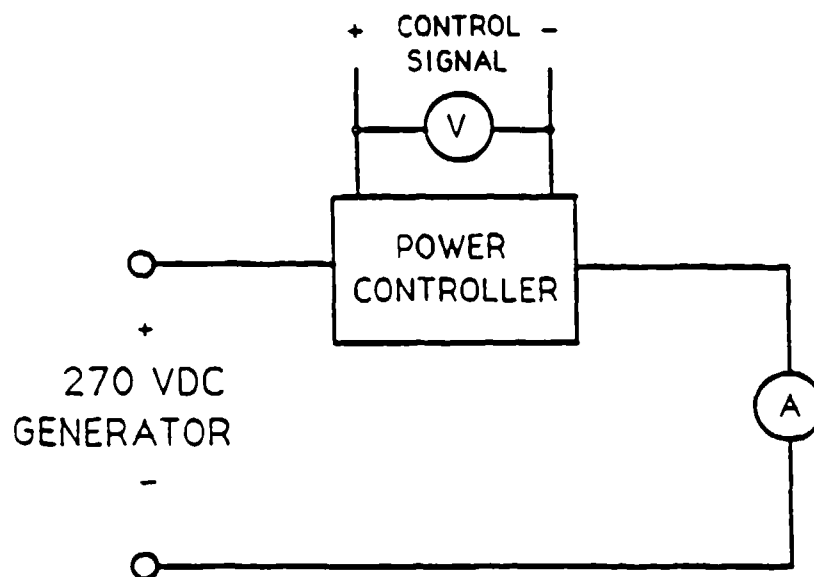 + CONTROL -
SIGNAL
V
POWER
CONTROLLER
+
270 VDC
GENERATOR
-
A